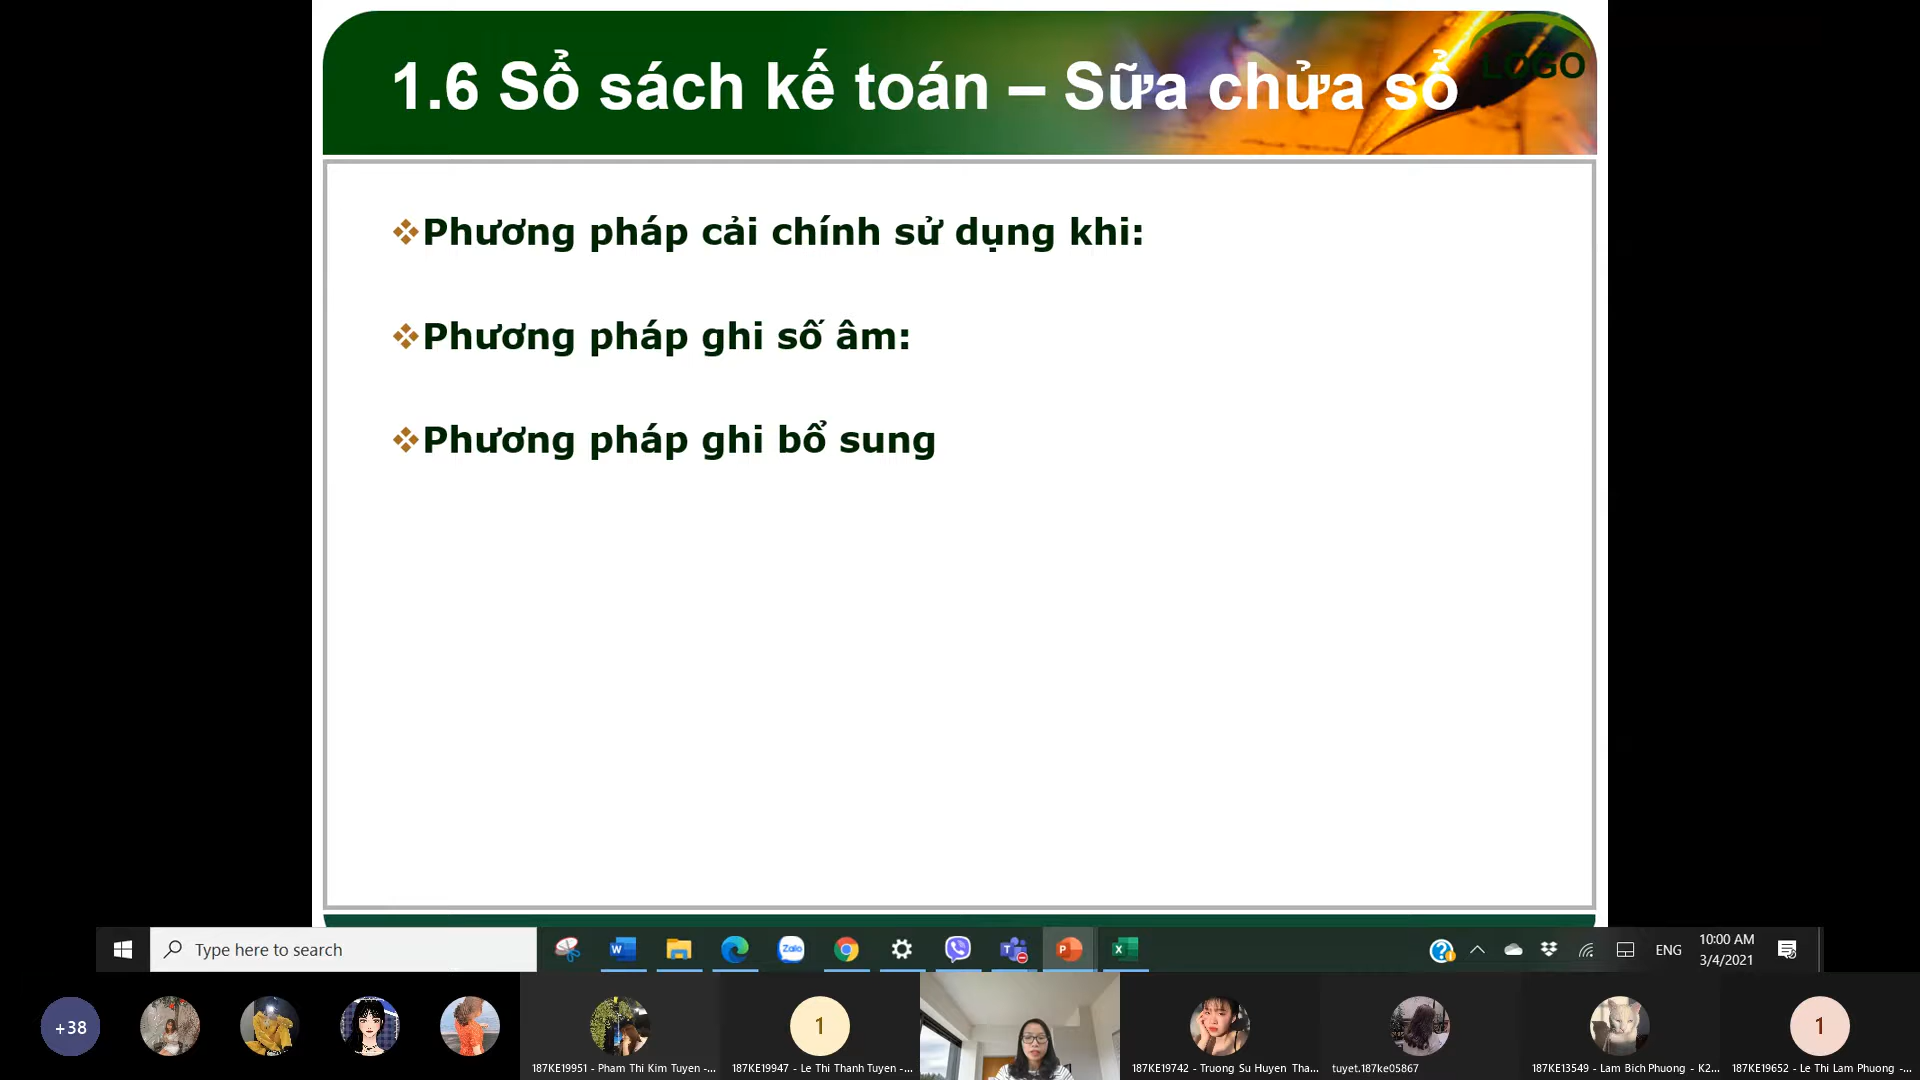 1.6 Sổ sách kế toán – Sữa chửa sổ
LOGO
Phương pháp cải chính sử dụng khi:
Phương pháp ghi số âm:
Phương pháp ghi bổ sung
Type here to search
Zalo
ENG
10:00 AM
3/4/2021
+38
1
1
187KE19951 - Pham Thi Kim Tuyen -...
187KE19947 - Le Thi Thanh Tuyen -...
187KE19742 - Truong Su Huyen Tha...
tuyet.187ke05867
187KE13549 - Lam Bich Phuong - K2...
187KE19652 - Le Thi Lam Phuong -...